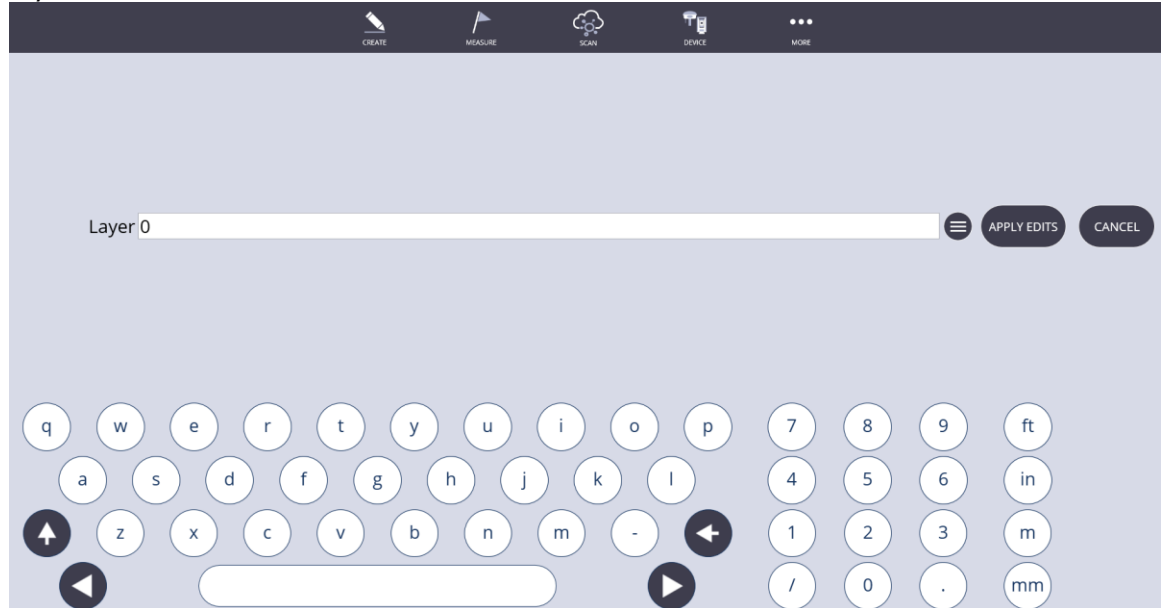 CREATE MEASURE SCAN DEVICE MORE
Layer 0 APPLY EDITS CANCEL
q w e r t y u i o p 7 8 9 ft
a s d f g h j k l 4 5 6 in
z x c v b n m - 1 2 3 m
/ 0 . mm